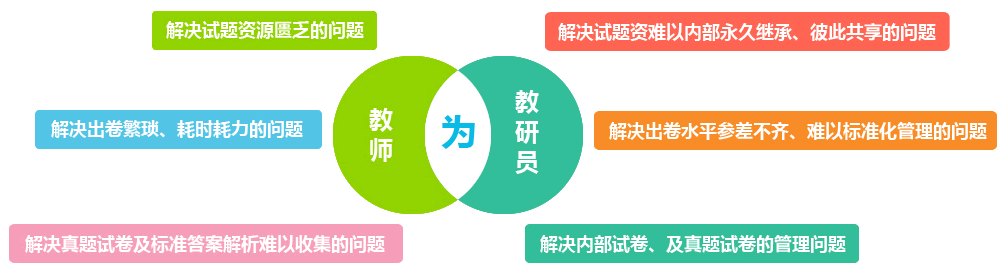 解决试题资源匮乏的问题
解决试题资难以内部永久继承、彼此共享的问题
教师
为
教研员
解决出卷繁琐、耗时耗力的问题
解决出卷水平参差不齐、难以标准化管理的问题
解决真题试卷及标准答案解析难以收集的问题
解决内部试卷、及真题试卷的管理问题